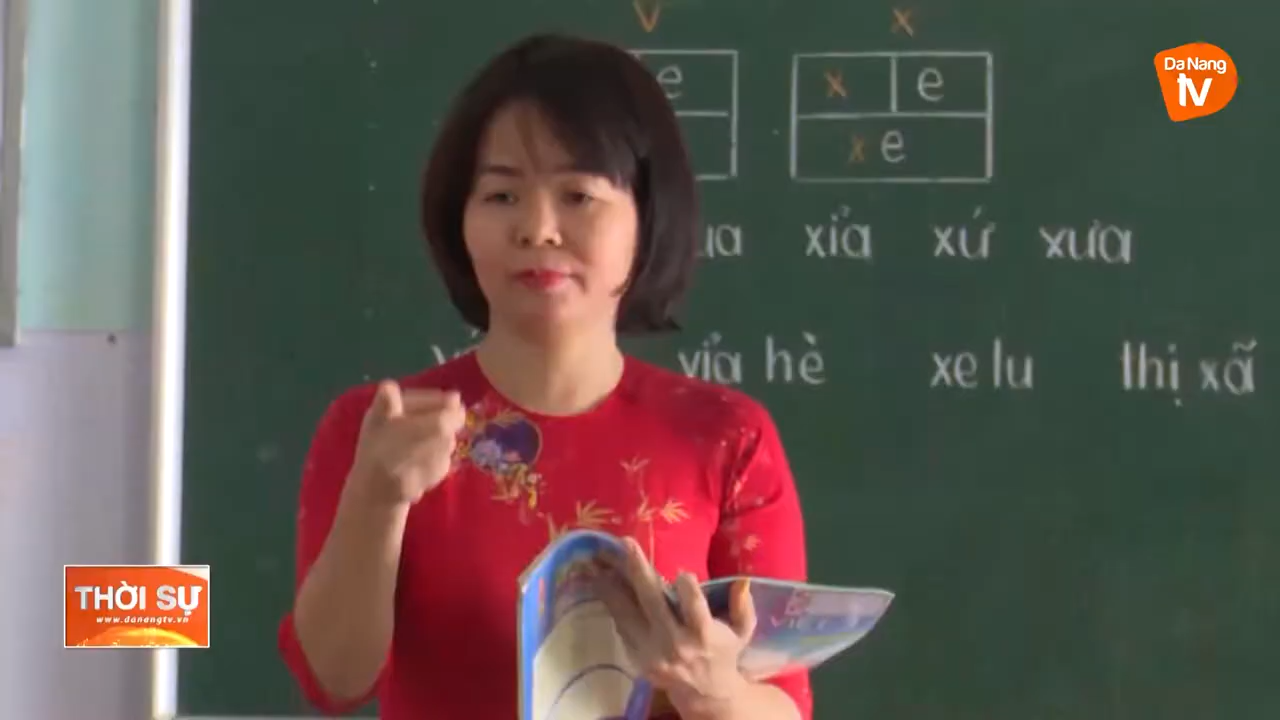 v x
e x e
x e
xỉa xứ xưa
vỉa hè xe lu thị xã
Da Nang
tv
THỜI SỰ
www.danangtv.vn